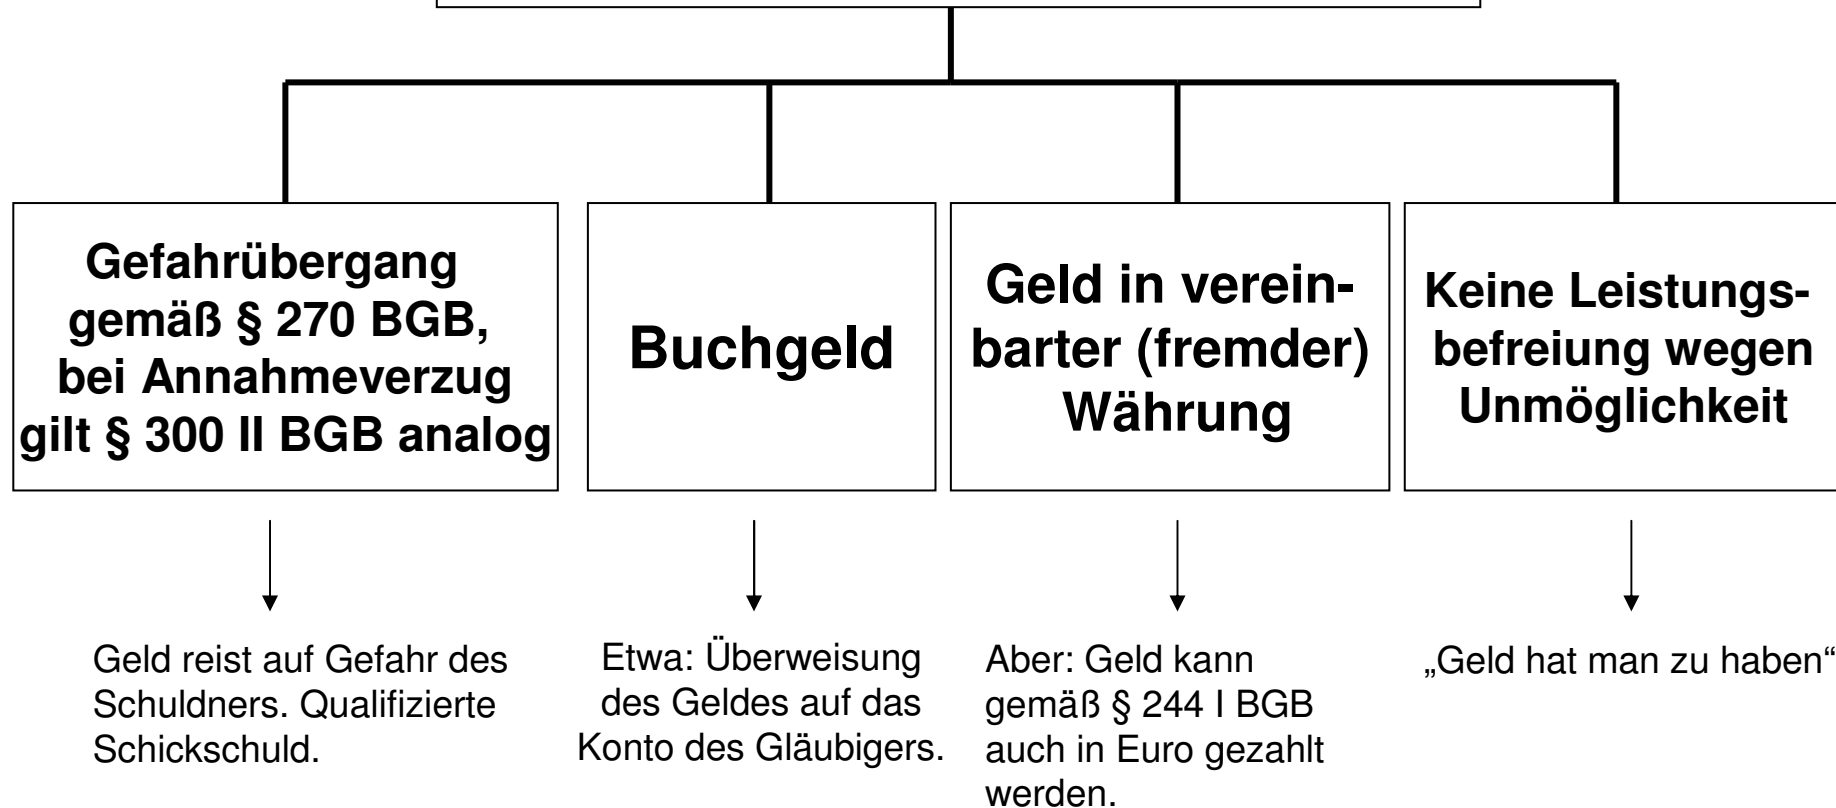 Gefahrübergang
gemäß § 270 BGB,
bei Annahmeverzug
gilt § 300 II BGB analog
Buchgeld
Geld in verein-
barter (fremder)
Währung
Keine Leistungs-
befreiung wegen
Unmöglichkeit
Geld reist auf Gefahr des
Schuldners. Qualifizierte
Schickschuld.
Etwa: Überweisung
des Geldes auf das
Konto des Gläubigers.
Aber: Geld kann
gemäß § 244 I BGB
auch in Euro gezahlt
werden.
„Geld hat man zu haben“